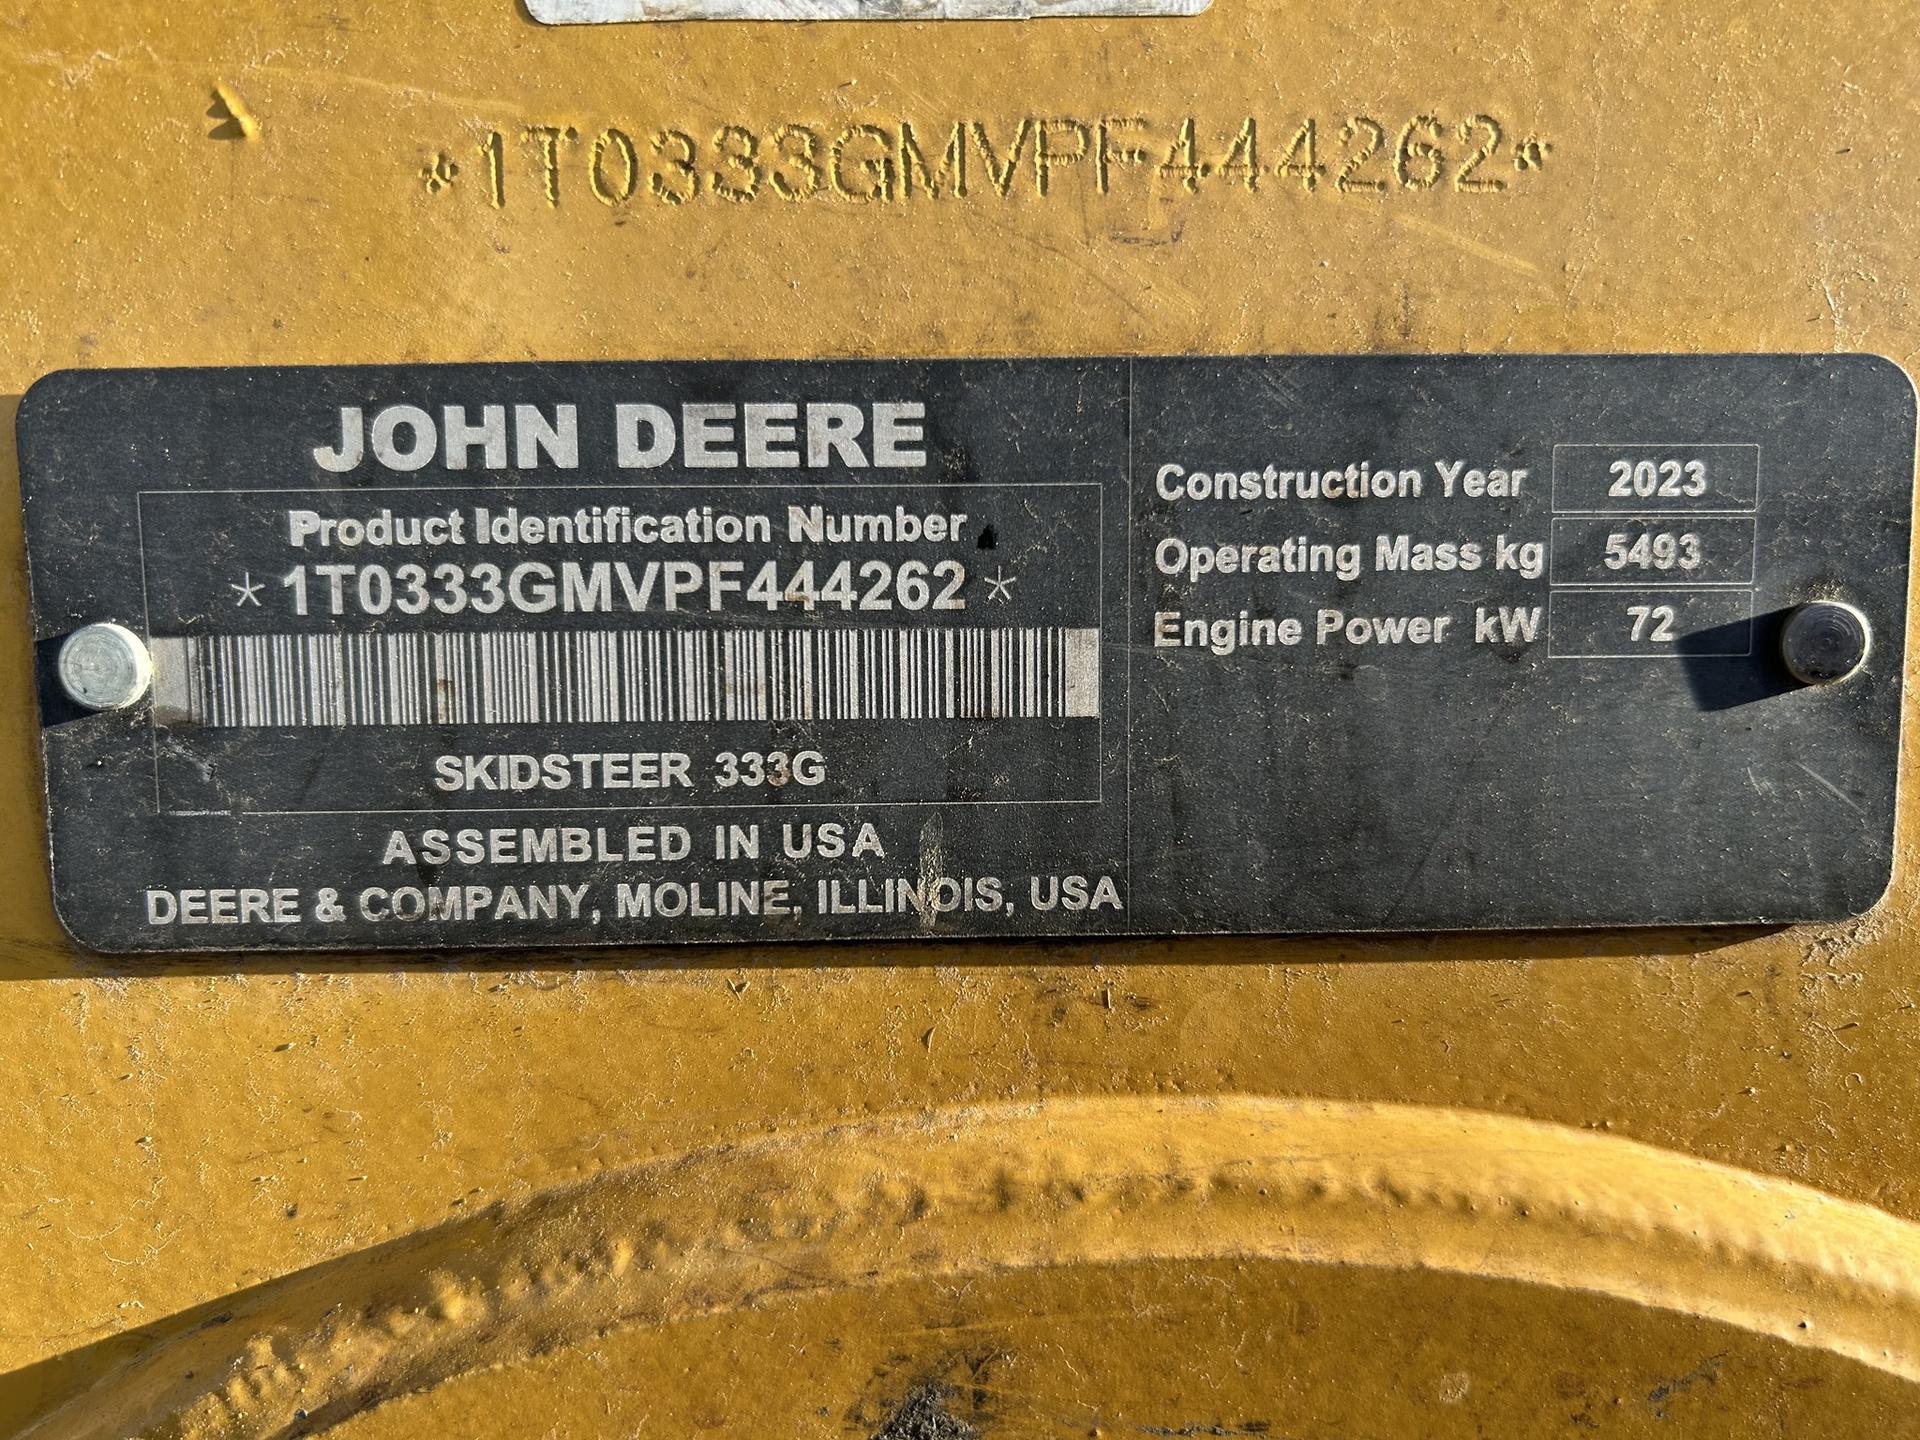 *1T0333GMVPF444262*
JOHN DEERE
Product Identification Number
*1T0333GMVPF444262*
SKIDSTEER 333G
ASSEMBLED IN USA
DEERE & COMPANY, MOLINE, ILLINOIS, USA
Construction Year 2023
Operating Mass kg 5493
Engine Power kW 72